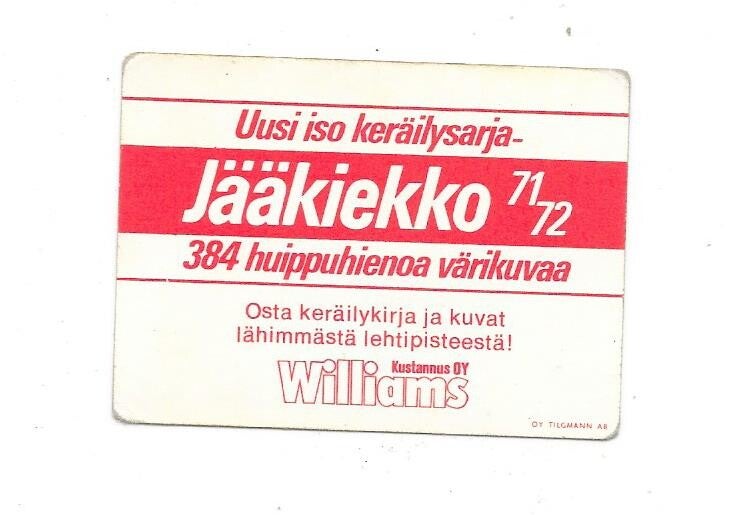 Uusi iso keräilysarja-
Jääkiekko 71/72
384 huippuhienoa värikuvaa
Osta keräilykirja ja kuvat
lähimmästä lehtipisteestä!
Kustannus OY
Williams
OY TILGMANN AB